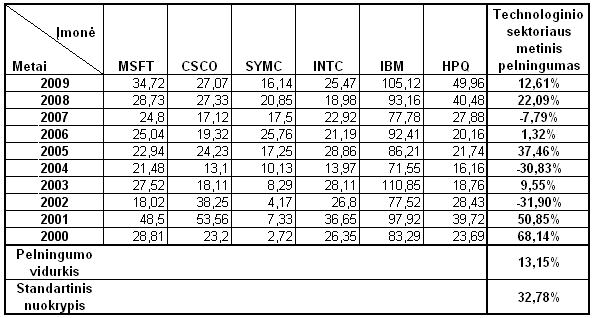 Įmonė
Metai MSFT CSCO SYMC INTC IBM HPQ Technologinio sektoriaus metinis pelningumas
2009 34,72 27,07 16,14 25,47 105,12 49,96 12,61%
2008 28,73 27,33 20,85 18,98 93,16 40,48 22,09%
2007 24,8 17,12 17,5 22,92 77,78 27,88 -7,79%
2006 25,04 19,32 25,76 21,19 92,41 20,16 1,32%
2005 22,94 24,23 17,25 28,86 86,21 21,74 37,46%
2004 21,48 13,1 10,13 13,97 71,55 16,16 -30,83%
2003 27,52 18,11 8,29 28,11 110,85 18,76 9,55%
2002 18,02 38,25 4,17 26,8 77,52 28,43 -31,90%
2001 48,5 53,56 7,33 36,65 97,92 39,72 50,85%
2000 28,81 23,2 2,72 26,35 83,29 23,69 68,14%
Pelningumo vidurkis 13,15%
Standartinis nuokrypis 32,78%